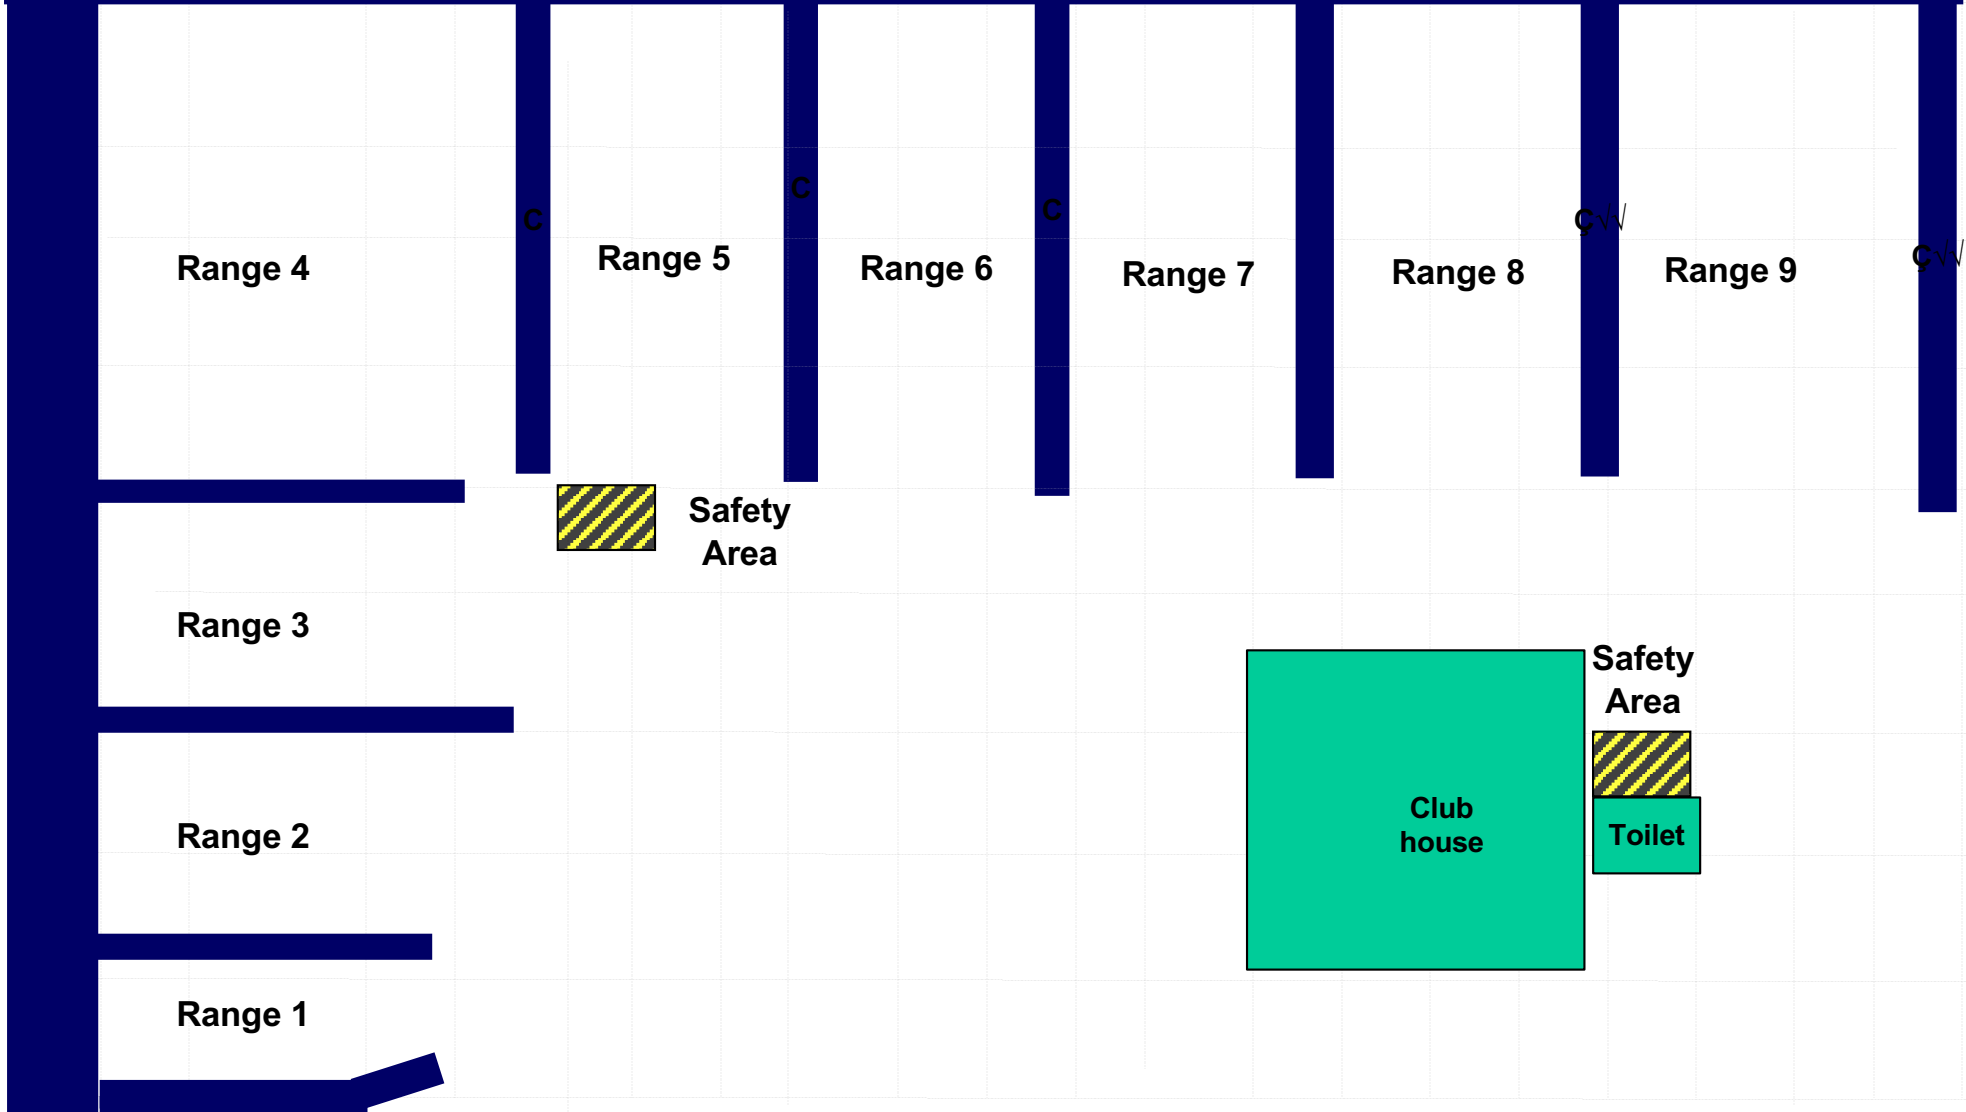 C
C
C
Ç√√
Ç√√
Range 4
Range 5
Range 6
Range 7
Range 8
Range 9
Safety
Area
Range 3
Safety
Area
Club
house
Toilet
Range 2
Range 1